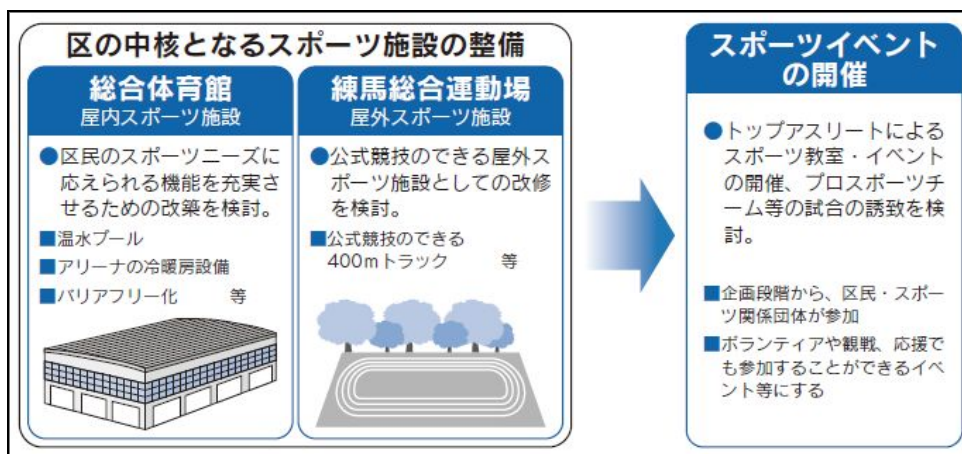 区の中核となるスポーツ施設の整備
総合体育館
屋内スポーツ施設
●区民のスポーツニーズに
応えられる機能を充実さ
せるための改築を検討。
■温水プール
■アリーナの冷暖房設備
■バリアフリー化 等
練馬総合運動場
屋外スポーツ施設
●公式競技のできる屋外ス
ポーツ施設としての改修
を検討。
■公式競技のできる
400mトラック 等
スポーツイベント
の開催
●トップアスリートによる
スポーツ教室・イベント
の開催、プロスポーツチ
ーム等の試合の誘致を検
討。
■企画段階から、区民・スポー
ツ関係団体が参加
■ボランティアや観戦、応援で
も参加することができるイベ
ント等にする